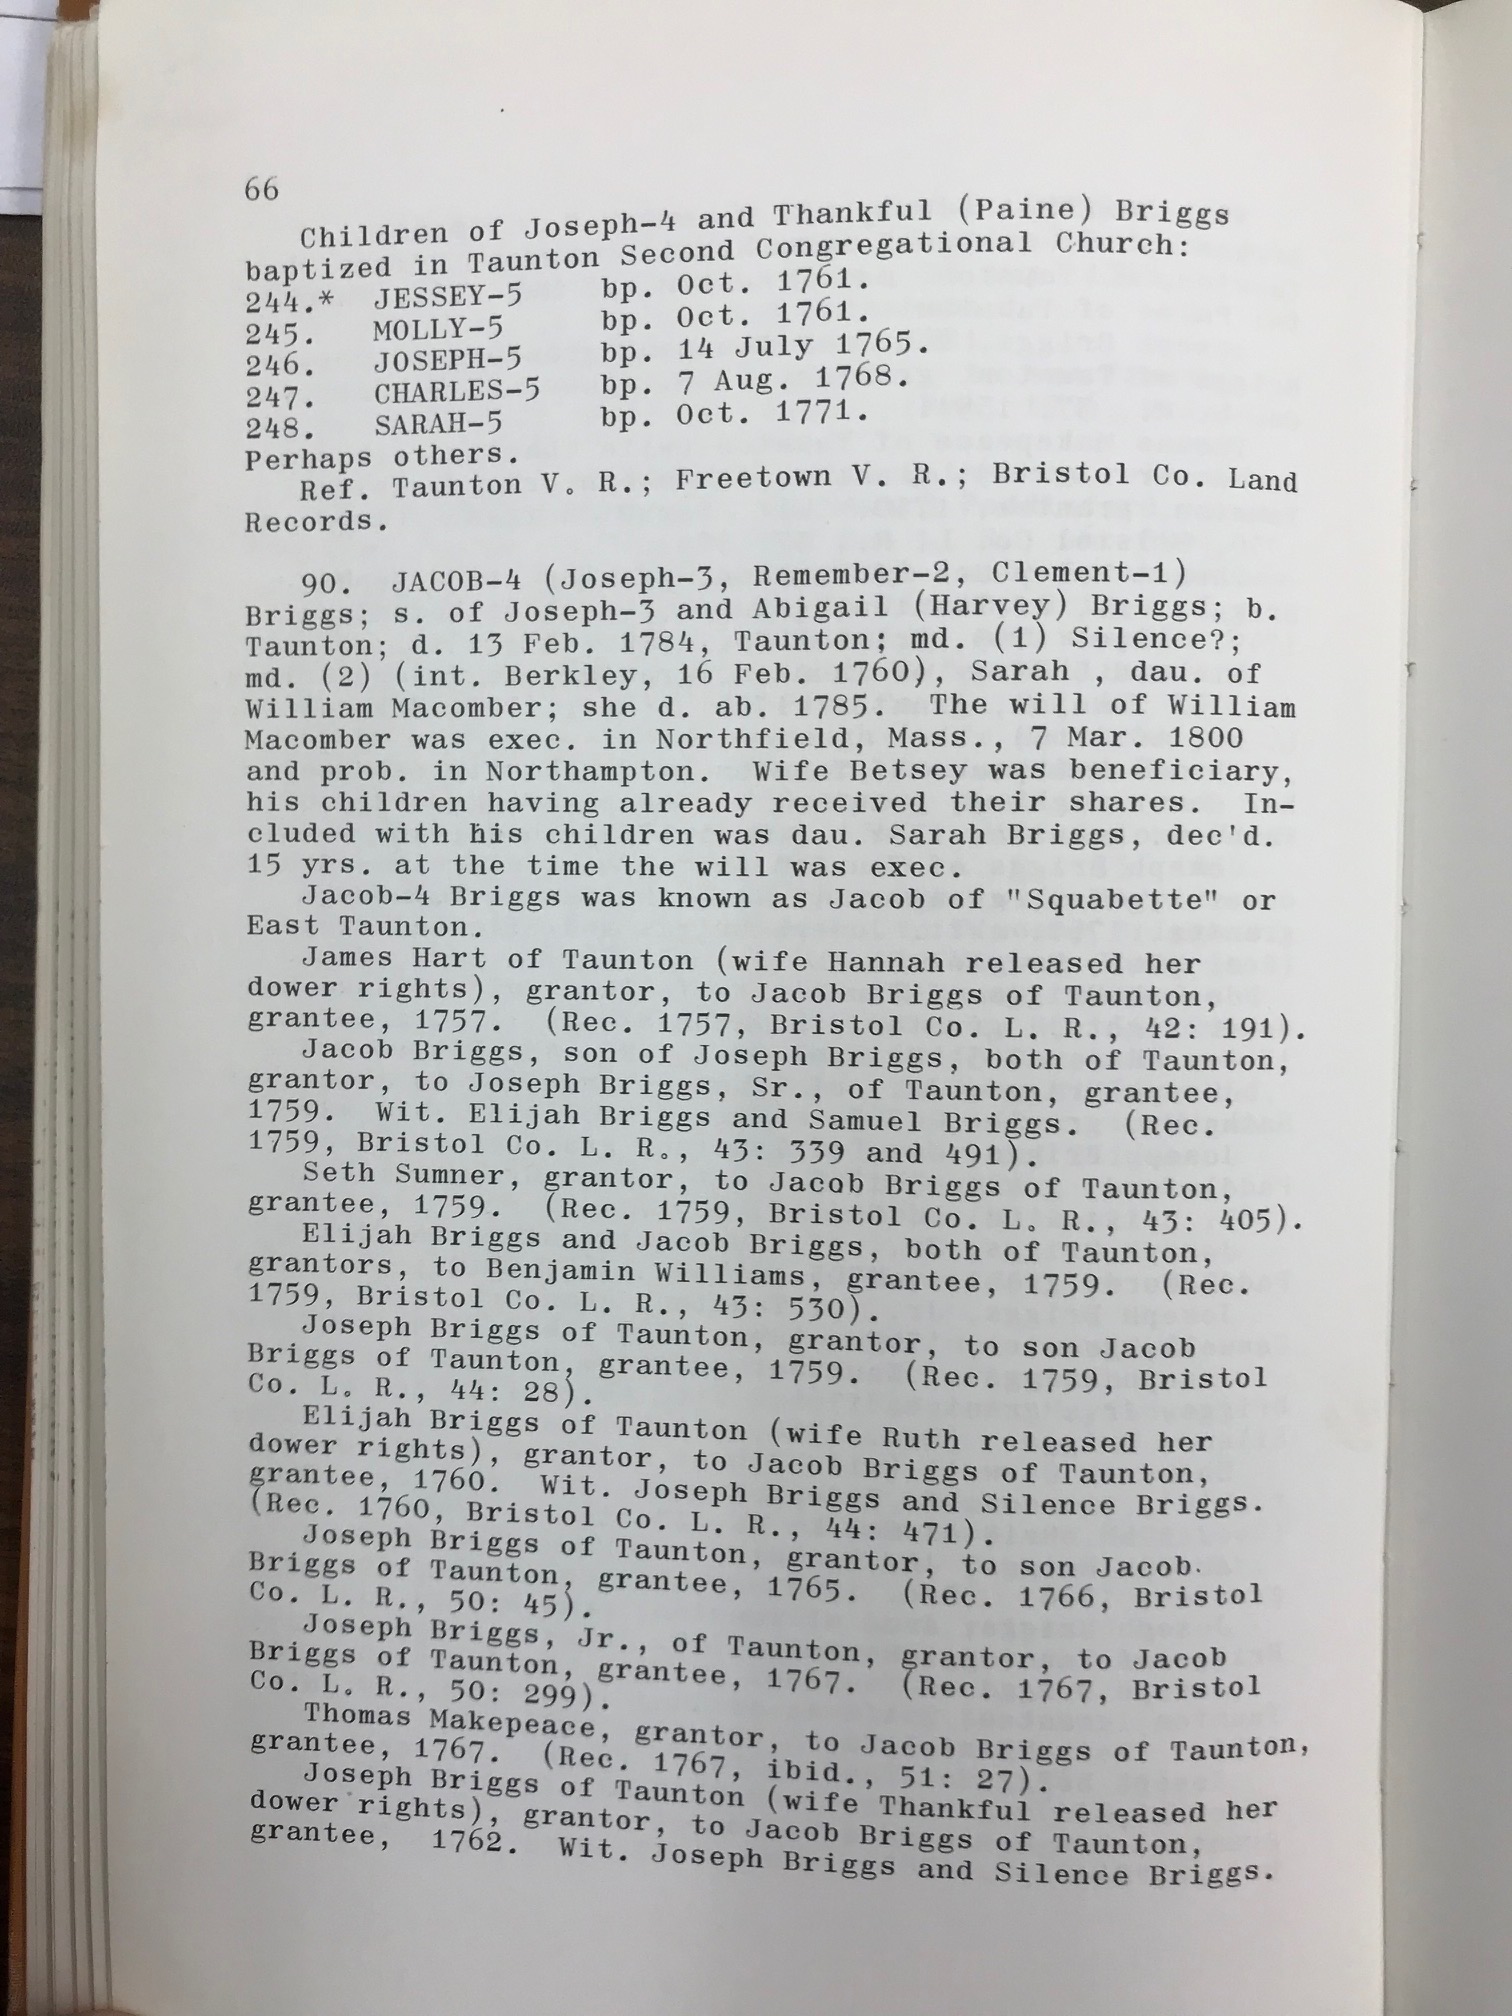 66
Children of Joseph-4 and Thankful (Paine) Briggs
baptized in Taunton Second Congregational Church:
244.* JESSEY-5 bp. Oct. 1761.
245. MOLLY-5 bp. Oct. 1761.
246. JOSEPH-5 bp. 14 July 1765.
247. CHARLES-5 bp. 7 Aug. 1768.
248. SARAH-5 bp. Oct. 1771.
Perhaps others.
Ref. Taunton V. R.; Freetown V. R.; Bristol Co. Land
Records.
90. JACOB-4 (Joseph-3, Remember-2, Clement-1)
Briggs; s. of Joseph-3 and Abigail (Harvey) Briggs; b.
Taunton; d. 13 Feb. 1784, Taunton; md. (1) Silence?;
md. (2) (int. Berkley, 16 Feb. 1760), Sarah , dau. of
William Macomber; she d. ab. 1785. The will of William
Macomber was exec. in Northfield, Mass., 7 Mar. 1800
and prob. in Northampton. Wife Betsey was beneficiary,
his children having already received their shares. In-
cluded with his children was dau. Sarah Briggs, dec'd.
15 yrs. at the time the will was exec.
Jacob-4 Briggs was known as Jacob of "Squabette" or
East Taunton.
James Hart of Taunton (wife Hannah released her
dower rights), grantor, to Jacob Briggs of Taunton,
grantee, 1757. (Rec. 1757, Bristol Co. L. R., 42: 191).
Jacob Briggs, son of Joseph Briggs, both of Taunton,
grantor, to Joseph Briggs, Sr., of Taunton, grantee,
1759. Wit. Elijah Briggs and Samuel Briggs. (Rec.
1759, Bristol Co. L. R., 43: 339 and 491).
Seth Sumner, grantor, to Jacob Briggs of Taunton,
grantee, 1759. (Rec. 1759, Bristol Co. L. R., 43: 405).
Elijah Briggs and Jacob Briggs, both of Taunton,
grantors, to Benjamin Williams, grantee, 1759. (Rec.
1759, Bristol Co. L. R., 43: 530).
Joseph Briggs of Taunton, grantor, to son Jacob
Briggs of Taunton, grantee, 1759. (Rec. 1759, Bristol
Co. L. R., 44: 28).
Elijah Briggs of Taunton (wife Ruth released her
dower rights), grantor, to Jacob Briggs of Taunton,
grantee, 1760. Wit. Joseph Briggs and Silence Briggs.
(Rec. 1760, Bristol Co. L. R., 44: 471).
Joseph Briggs of Taunton, grantor, to son Jacob.
Briggs of Taunton, grantee, 1765. (Rec. 1766, Bristol
Co. L. R., 50: 45).
Joseph Briggs, Jr., of Taunton, grantor, to Jacob
Briggs of Taunton, grantee, 1767. (Rec. 1767, Bristol
Co. L. R., 50: 299).
Thomas Makepeace, grantor, to Jacob Briggs of Taunton,
grantee, 1767. (Rec. 1767, ibid., 51: 27).
Joseph Briggs of Taunton (wife Thankful released her
dower rights), grantor, to Jacob Briggs of Taunton,
grantee, 1762. Wit. Joseph Briggs and Silence Briggs.